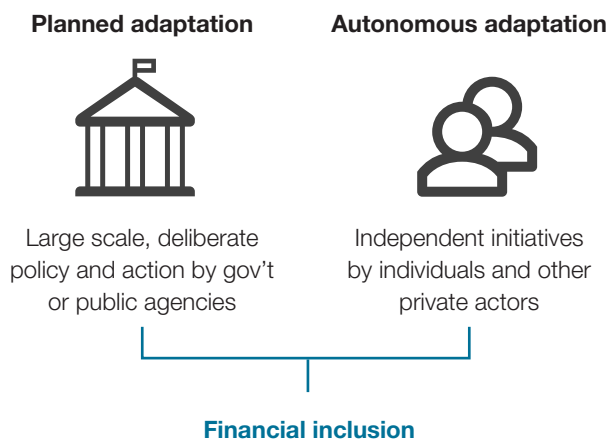 Planned adaptation
Large scale, deliberate
policy and action by gov't
or public agencies
Autonomous adaptation
Independent initiatives
by individuals and other
private actors
Financial inclusion